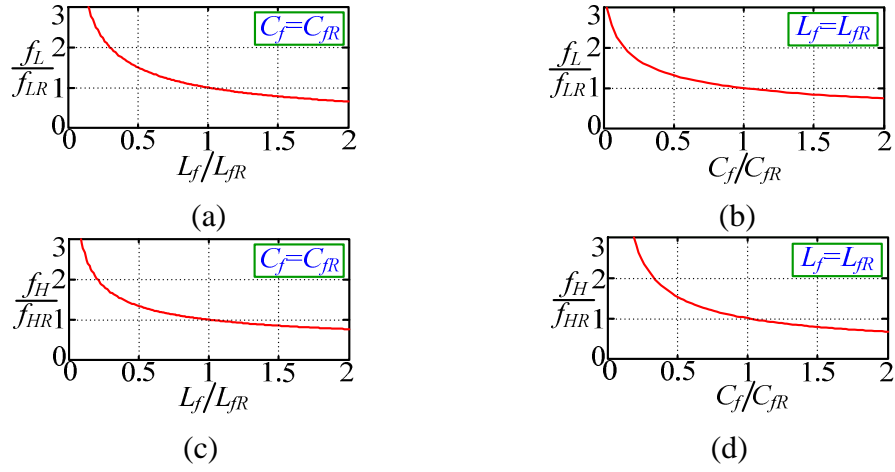 3
2
1
0
f_L
f_LR
C_f=C_fR
0 0.5 1 1.5 2
L_f/L_fR
(a)
3
2
1
0
f_L
f_LR
L_f=L_fR
0 0.5 1 1.5 2
C_f/C_fR
(b)
3
2
1
0
f_H
f_HR
C_f=C_fR
0 0.5 1 1.5 2
L_f/L_fR
(c)
3
2
1
0
f_H
f_HR
L_f=L_fR
0.5 1 1.5 2
C_f/C_fR
(d)